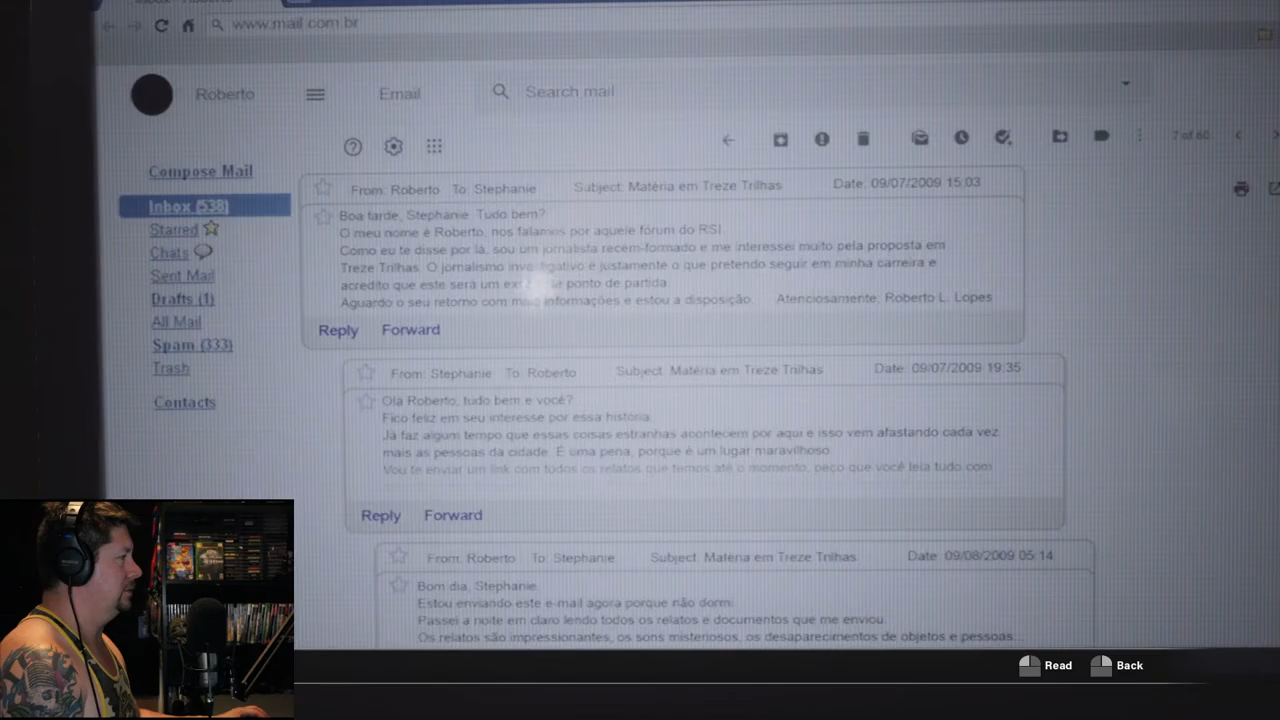 www.mail.com.br
Roberto
Email
Search mail
7 of 60
Compose Mail
Inbox (538)
Starred
Chats
Sent Mail
Drafts (1)
All Mail
Spam (333)
Trash
Contacts
From: Roberto To: Stephanie Subject: Matéria em Treze Trilhas Date: 09/07/2009 15:03
Boa tarde, Stephanie. Tudo bem?
O meu nome é Roberto, nos falamos por aquele fórum do RSI.
Como eu te disse por lá, sou um jornalista recém-formado e me interessei muito pela proposta em
Treze Trilhas. O jornalismo investigativo é justamente o que pretendo seguir em minha carreira e
acredito que este será um ponto de partida.
Aguardo o seu retorno com mais informações e estou a disposição. Atenciosamente, Roberto L. Lopes
Reply Forward
From: Stephanie To: Roberto Subject: Matéria em Treze Trilhas Date: 09/07/2009 19:35
Olá Roberto, tudo bem e você?
Fico feliz em seu interesse por essa história.
Já faz algum tempo que essas coisas estranhas acontecem por aqui e isso vem afastando cada vez
mais as pessoas da cidade. É uma pena, porque é um lugar maravilhoso.
Vou te enviar um link com todos os relatos que temos até o momento, peço que você leia tudo com
Reply Forward
From: Roberto To: Stephanie Subject: Matéria em Treze Trilhas Date: 09/08/2009 05:14
Bom dia, Stephanie.
Estou enviando este e-mail agora porque não dormi.
Passei a noite em claro lendo todos os relatos e documentos que me enviou.
Os relatos são impressionantes, os sons misteriosos, os desaparecimentos de objetos e pessoas...
Read Back